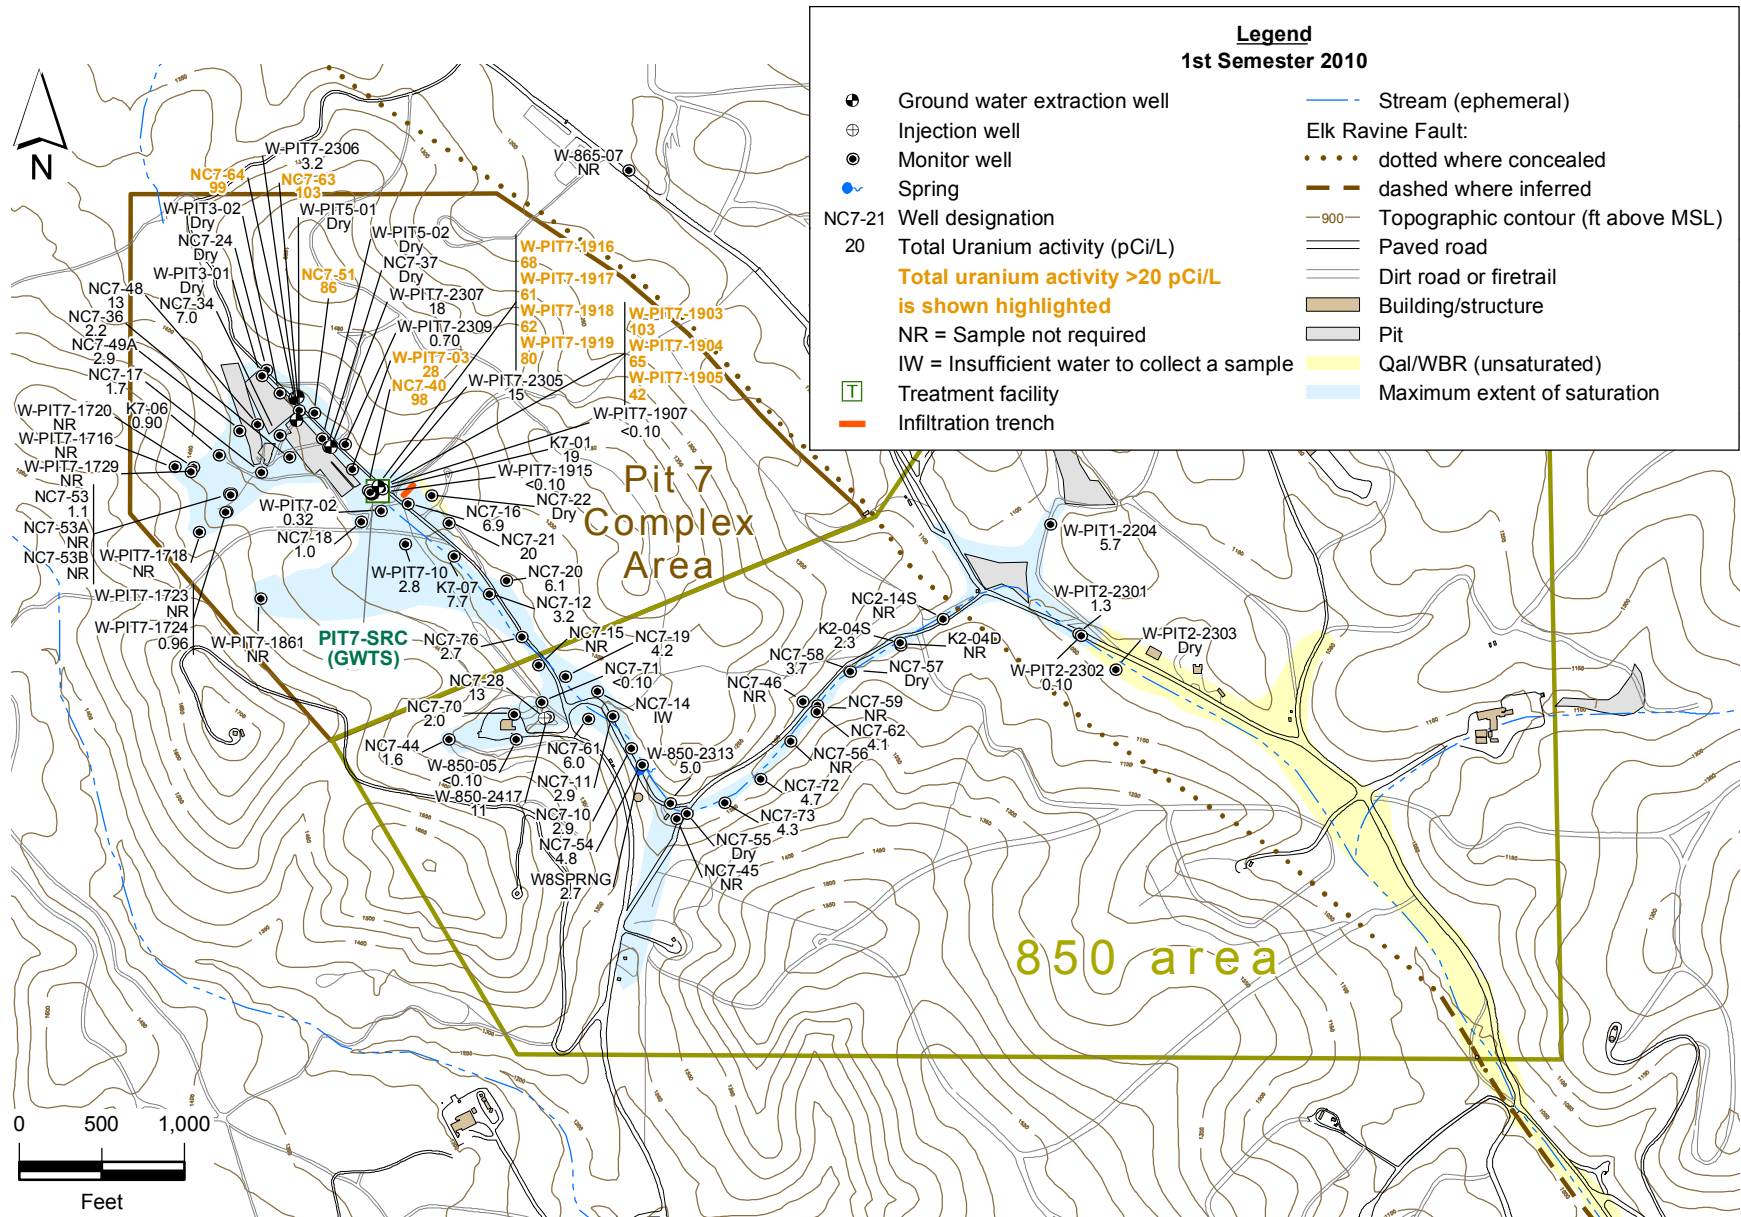 Legend
1st Semester 2010
Ground water extraction well
Injection well
Monitor well
Spring
NC7-21 Well designation
20 Total Uranium activity (pCi/L)
Total uranium activity >20 pCi/L
is shown highlighted
NR = Sample not required
IW = Insufficient water to collect a sample
T Treatment facility
Infiltration trench
Stream (ephemeral)
Elk Ravine Fault:
dotted where concealed
dashed where inferred
900 Topographic contour (ft above MSL)
Paved road
Dirt road or firetrail
Building/structure
Pit
Qal/WBR (unsaturated)
Maximum extent of saturation
N
W-PIT7-2306
3.2
NC7-64
99
NC7-63
103
W-PIT3-02
Dry
W-PIT5-01
Dry
NC7-24
Dry
W-PIT5-02
Dry
W-PIT3-01
Dry
NC7-37
Dry
NC7-51
86
NC7-48
13
NC7-34
7.0
W-PIT7-2307
18
NC7-36
2.2
W-PIT7-2309
0.70
NC7-49A
2.9
W-PIT7-03
28
NC7-17
1.7
NC7-40
98
W-PIT7-2305
15
W-PIT7-1916
68
W-PIT7-1917
61
W-PIT7-1918
62
W-PIT7-1919
80
W-PIT7-1903
103
W-PIT7-1904
65
W-PIT7-1905
42
W-865-07
NR
W-PIT7-1907
<0.10
W-PIT7-1720
NR
K7-06
0.90
W-PIT7-1716
NR
W-PIT7-1729
NR
NC7-53
1.1
NC7-53A
NR
NC7-53B
NR
W-PIT7-1718
NR
W-PIT7-1723
NR
W-PIT7-1724
0.96
W-PIT7-1861
NR
K7-01
19
W-PIT7-1915
<0.10
NC7-22
Dry
NC7-16
6.9
NC7-21
20
W-PIT7-02
0.32
NC7-18
1.0
W-PIT7-10
2.8
K7-07
7.7
NC7-20
6.1
NC7-12
3.2
Pit 7
Complex
Area
PIT7-SRC
(GWTS)
NC7-76
2.7
NC7-15
NR
NC7-19
4.2
NC7-71
<0.10
NC7-28
13
NC7-14
IW
NC7-70
2.0
NC7-44
1.6
W-850-05
<0.10
NC7-61
6.0
W-850-2313
5.0
W-850-2417
11
NC7-11
2.9
NC7-10
2.9
NC7-54
4.8
W8SPRNG
2.7
NC7-55
Dry
NC7-45
NR
NC7-73
4.3
NC7-72
4.7
NC7-56
NR
NC7-62
4.1
NC7-59
NR
NC7-46
NR
NC7-58
3.7
NC7-57
Dry
K2-04S
2.3
K2-04D
NR
NC2-14S
NR
W-PIT1-2204
5.7
W-PIT2-2301
1.3
W-PIT2-2303
Dry
W-PIT2-2302
0.10
850 area
0 500 1,000
Feet